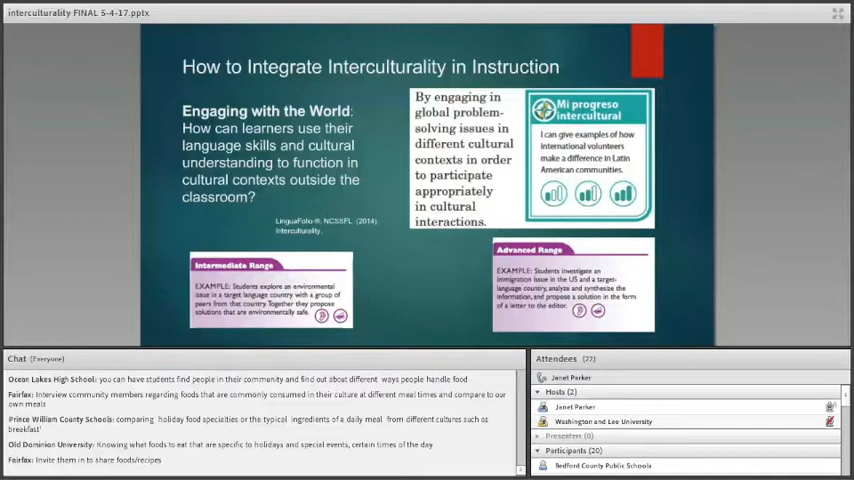 interculturality FINAL 5-4-17.pptx
How to Integrate Interculturality in Instruction
Engaging with the World:
How can learners use their
language skills and cultural
understanding to function in
cultural contexts outside the
classroom?
LinguaFolio ®, NCSSFL (2014)
Interculturality.
By engaging in
global problem-
solving issues in
different cultural
contexts in order
to participate
appropriately
in cultural
interactions.
Mi progreso
intercultural
I can give examples of how
international volunteers
make a difference in Latin
American communities.
Intermediate Range
EXAMPLE: Students explore an environmental
issue in a target language country with a group of
peers from that country. Together they propose
solutions that are environmentally safe.
Advanced Range
EXAMPLE: Students investigate an
immigration issue in the US and a target-
language country, analyze and synthesize the
information, and propose a solution in the form
of a letter to the editor.
Chat (Everyone)
Ocean Lakes High School: you can have students find people in their community and find out about different ways people handle food
Fairfax: Interview community members regarding foods that are commonly consumed in their culture at different meal times and compare to our
own meals
Prince William County Schools: comparing holiday food specialties or the typical ingredients of a daily meal from different cultures such as
breakfast'
Old Dominion University: Knowing what foods to eat that are specific to holidays and special events, certain times of the day
Fairfax: Invite them in to share foods/recipes
Attendees (22)
Janet Parker
Hosts (2)
Janet Parker
Washington and Lee University
Presenters (0)
Participants (20)
Bedford County Public Schools